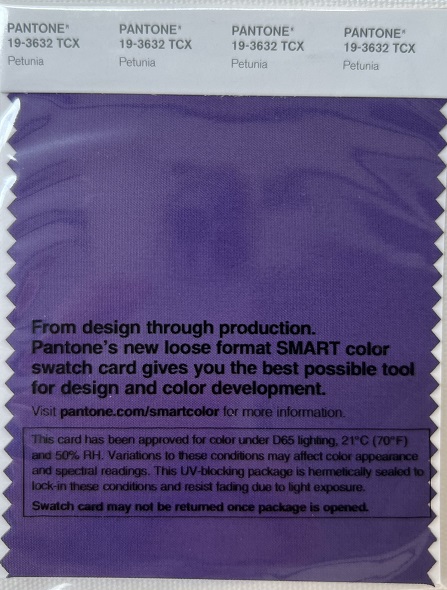 PANTONE® PANTONE® PANTONE® PANTONE®
19-3632 TCX 19-3632 TCX 19-3632 TCX 19-3632 TCX
Petunia Petunia Petunia Petunia
From design through production.
Pantone's new loose format SMART color
swatch card gives you the best possible tool
for design and color development.
Visit pantone.com/smartcolor for more information.
This card has been approved for color under D65 lighting, 21°C (70°F)
and 50% RH. Variations to these conditions may affect color appearance
and spectral readings. This UV-blocking package is hermetically sealed to
lock-in these conditions and resist fading due to light exposure.
Swatch card may not be returned once package is opened.